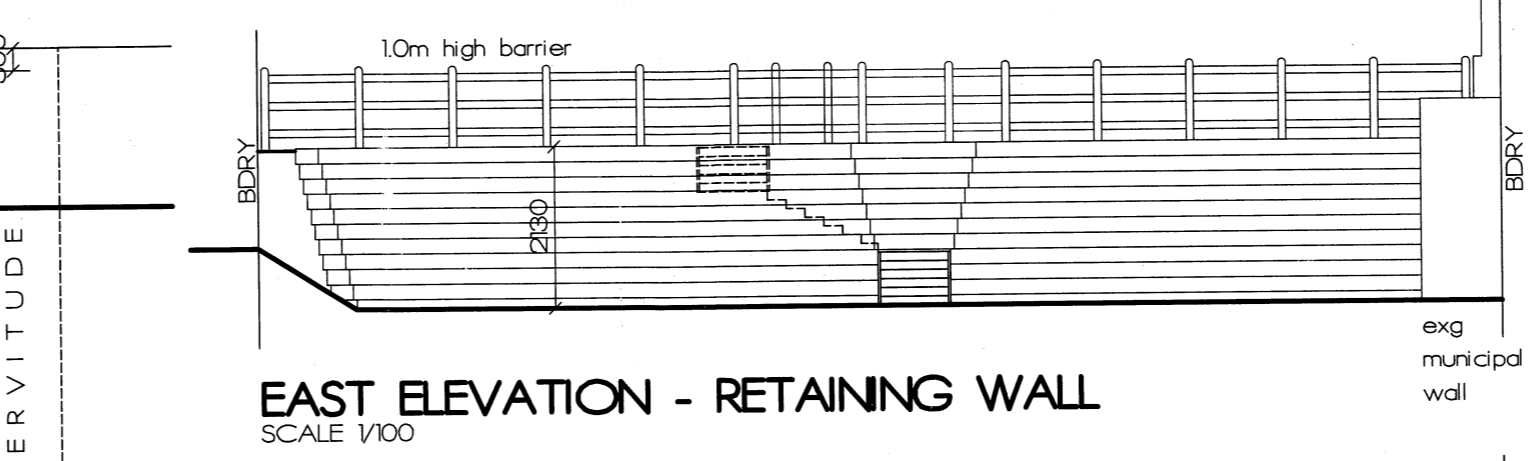 1.0m high barrier
BDRY
2130
BDRY
ERVITUDE
exg
municipal
wall
EAST ELEVATION - RETAINING WALL
SCALE 1/100